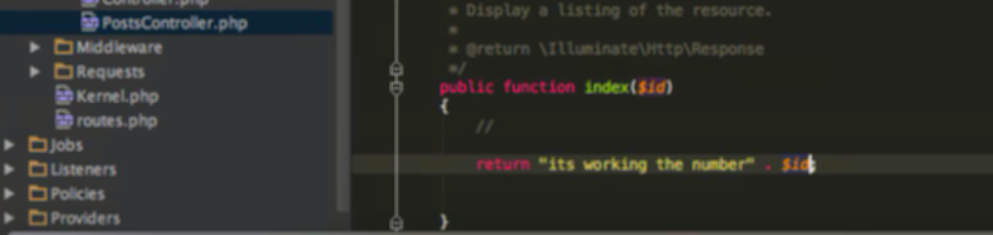 Controller.php
PostsController.php
Middleware
Requests
Kernel.php
routes.php
Jobs
Listeners
Policies
Providers
* Display a listing of the resource.
*
* @return \Illuminate\Http\Response
*/
public function index($id)
{
//
return "its working the number" . $id;
}